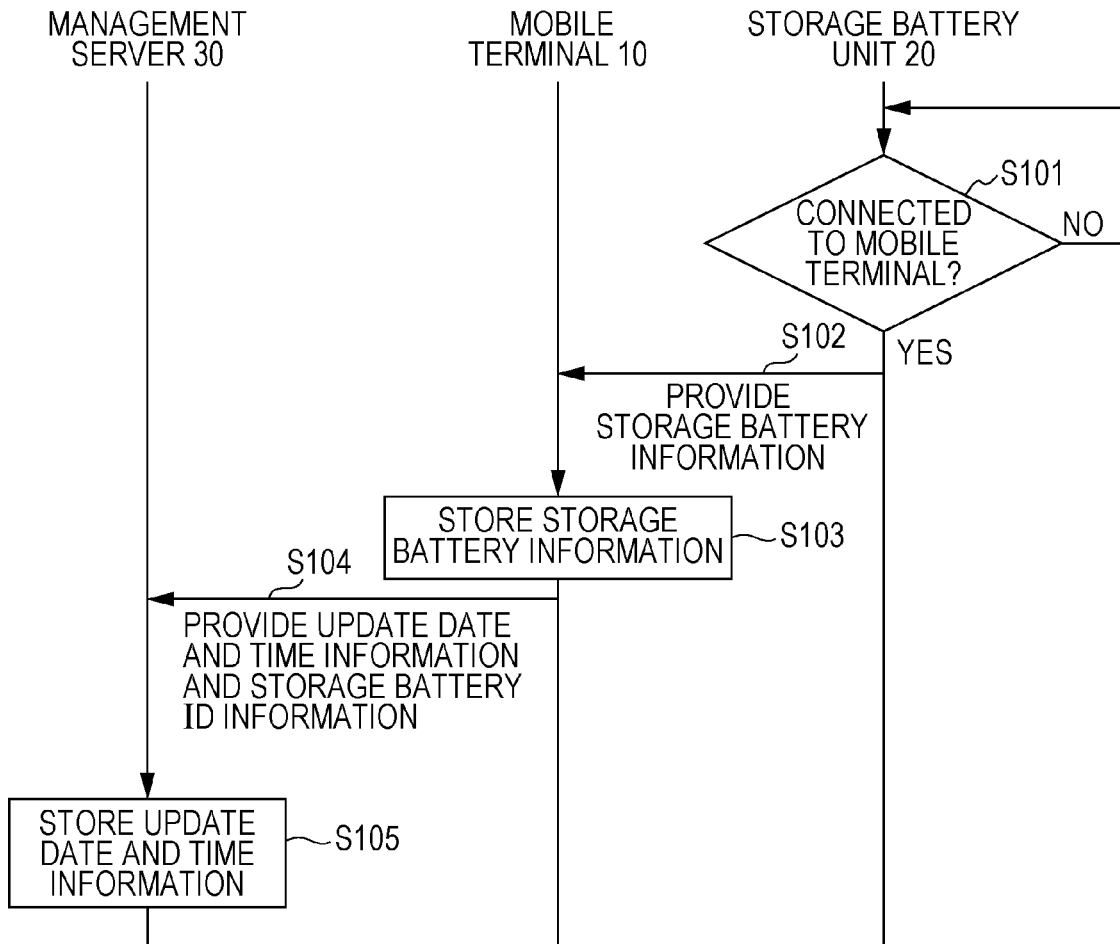 MANAGEMENT
SERVER 30
MOBILE
TERMINAL 10
STORAGE BATTERY
UNIT 20
S101
CONNECTED
TO MOBILE
TERMINAL?
NO
YES
S102
PROVIDE
STORAGE BATTERY
INFORMATION
STORE STORAGE
BATTERY INFORMATION
S103
S104
PROVIDE UPDATE DATE
AND TIME INFORMATION
AND STORAGE BATTERY
ID INFORMATION
STORE UPDATE
DATE AND TIME
INFORMATION
S105